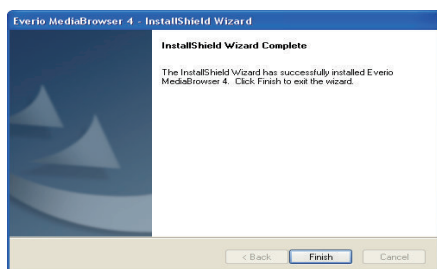 Everio MediaBrowser 4 - InstallShield Wizard
InstallShield Wizard Complete
The InstallShield Wizard has successfully installed Everio
MediaBrowser 4. Click Finish to exit the wizard.
< Back Finish Cancel